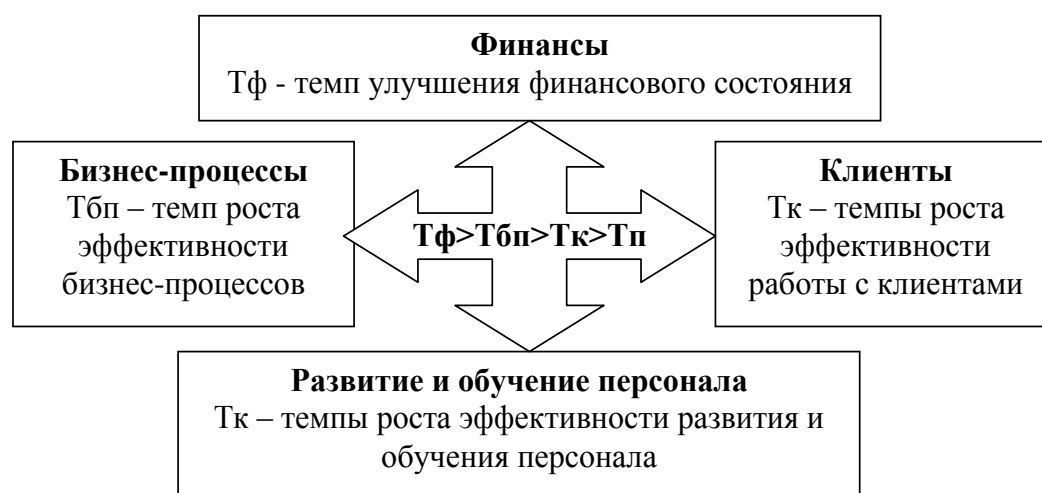 Финансы
Тф - темп улучшения финансового состояния
Бизнес-процессы
Тбп – темп роста
эффективности
бизнес-процессов
Тф>Тбп>Тк>Тп
Клиенты
Тк – темпы роста
эффективности
работы с клиентами
Развитие и обучение персонала
Тк – темпы роста эффективности развития и
обучения персонала